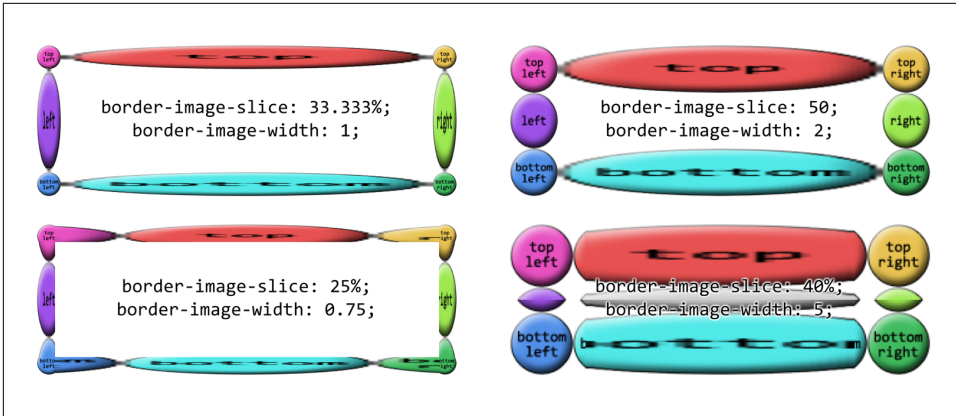 top left
top
top right
left
border-image-slice: 33.333%;
border-image-width: 1;
right
bottom left
bottom
bottom right
top left
top
top right
left
border-image-slice: 50;
border-image-width: 2;
right
bottom left
bottom
bottom right
top left
top
left
border-image-slice: 25%;
border-image-width: 0.75;
right
bottom
top left
top
top right
border-image-slice: 40%;
border-image-width: 5;
bottom left
bottom
bottom right